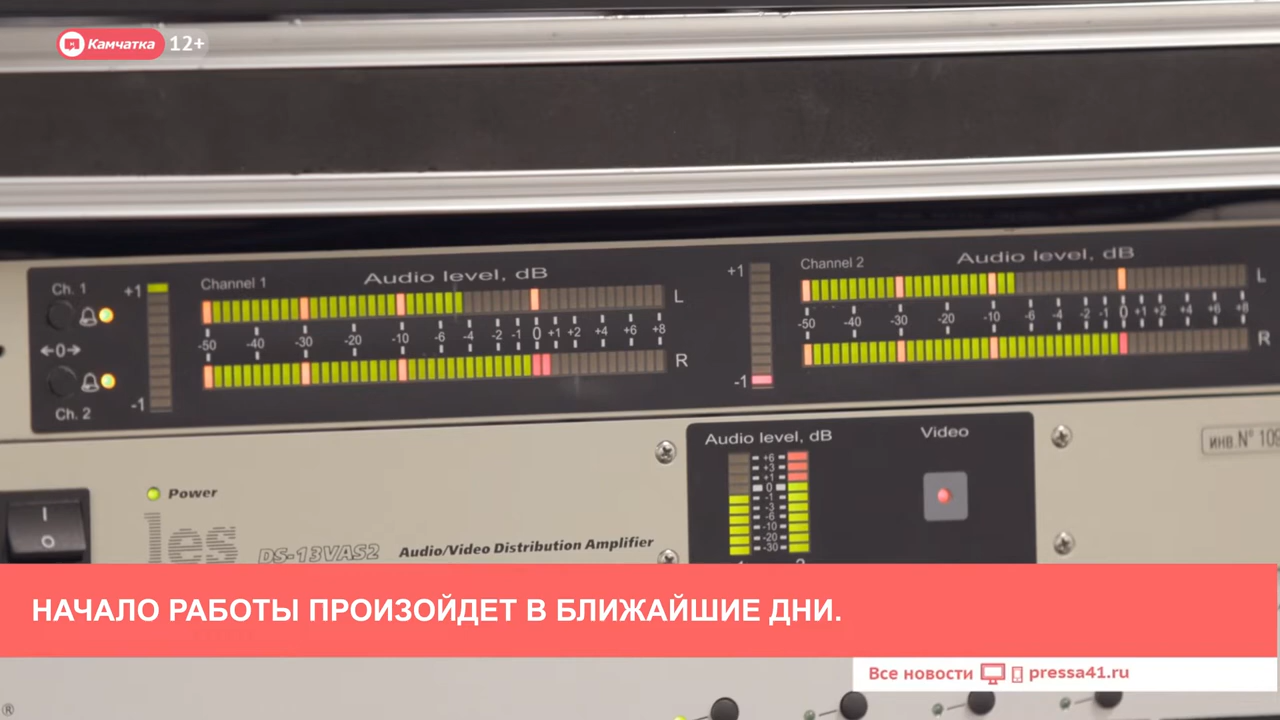 Камчатка 12+
Ch. 1
+1
Channel 1
Audio level, dB
L
-50 -40 -30 -20 -10 -6 -4 -2 -1 0 +1 +2 +4 +6 +8
R
←0→
-1
Ch. 2
+1
Channel 2
Audio level, dB
L
-50 -40 -30 -20 -10 -6 -4 -2 -1 0 +1 +2 +4 +6 +8
R
-1
Audio level, dB
Video
+6
+3
+1
0
-1
-3
-6
-10
-20
-30
инв.N° 109
Power
les
DS-13VAS2 Audio/Video Distribution Amplifier
НАЧАЛО РАБОТЫ ПРОИЗОЙДЕТ В БЛИЖАЙШИЕ ДНИ.
Все новости pressa41.ru
®